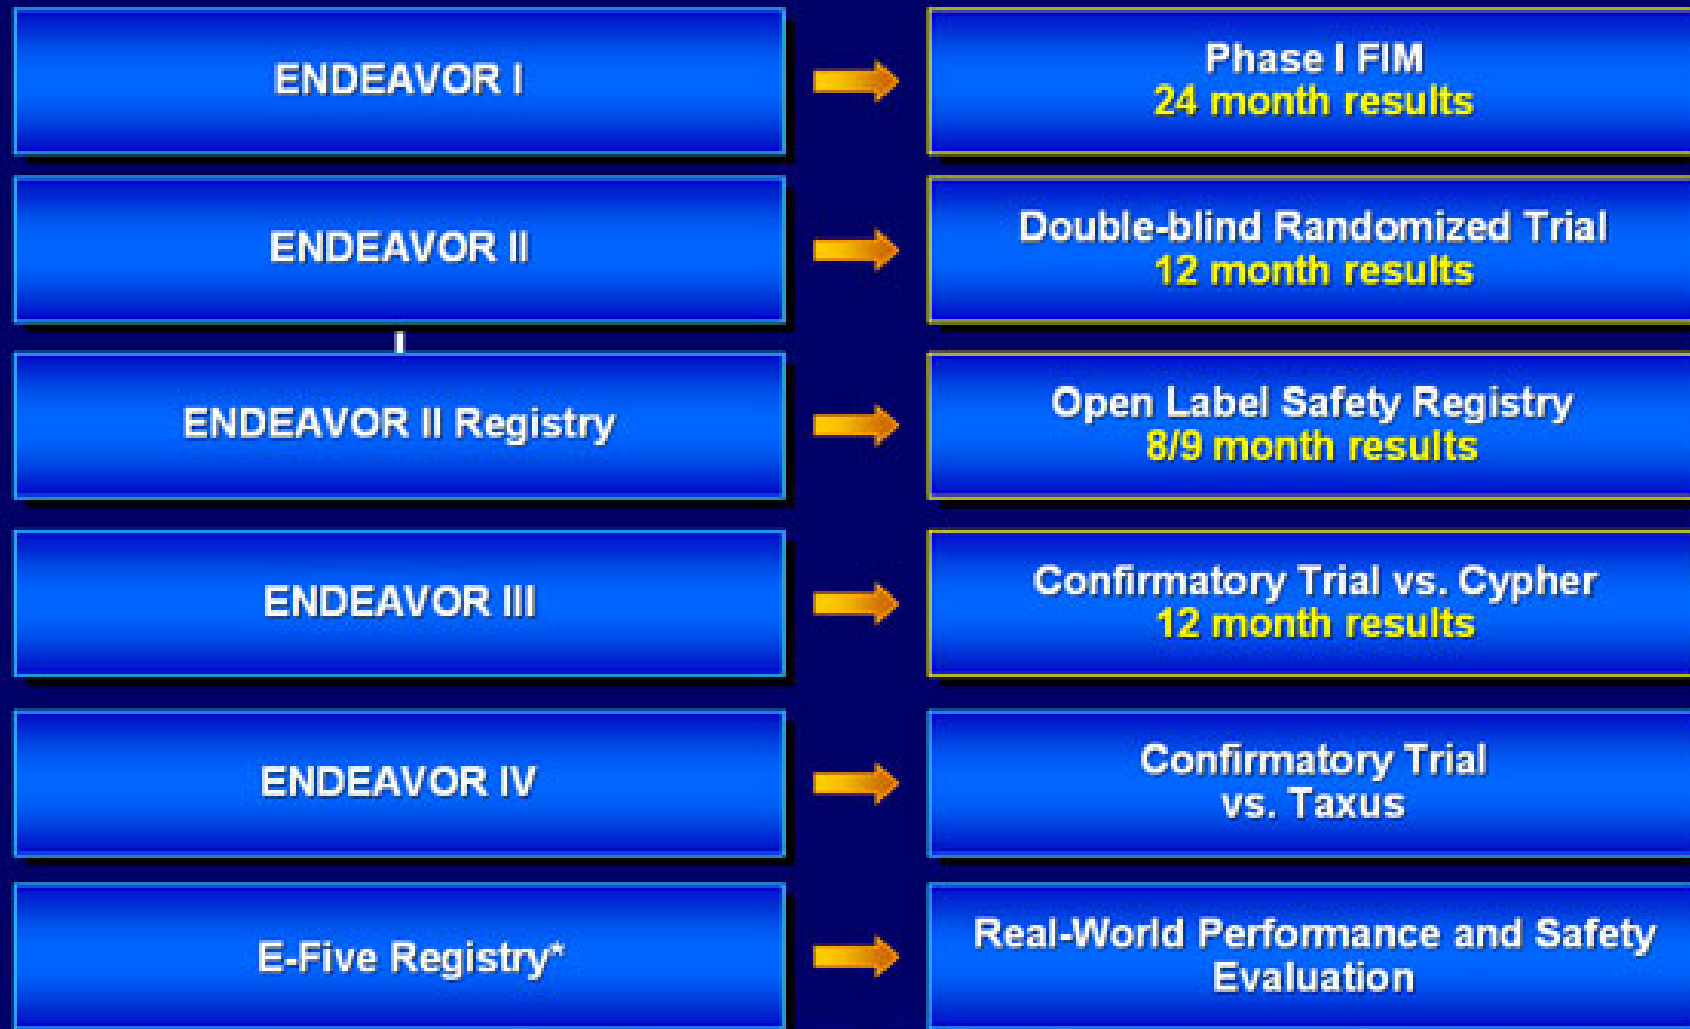 ENDEAVOR I
Phase I FIM
24 month results
ENDEAVOR II
Double-blind Randomized Trial
12 month results
ENDEAVOR II Registry
Open Label Safety Registry
8/9 month results
ENDEAVOR III
Confirmatory Trial vs. Cypher
12 month results
ENDEAVOR IV
Confirmatory Trial
vs. Taxus
E-Five Registry*
Real-World Performance and Safety
Evaluation